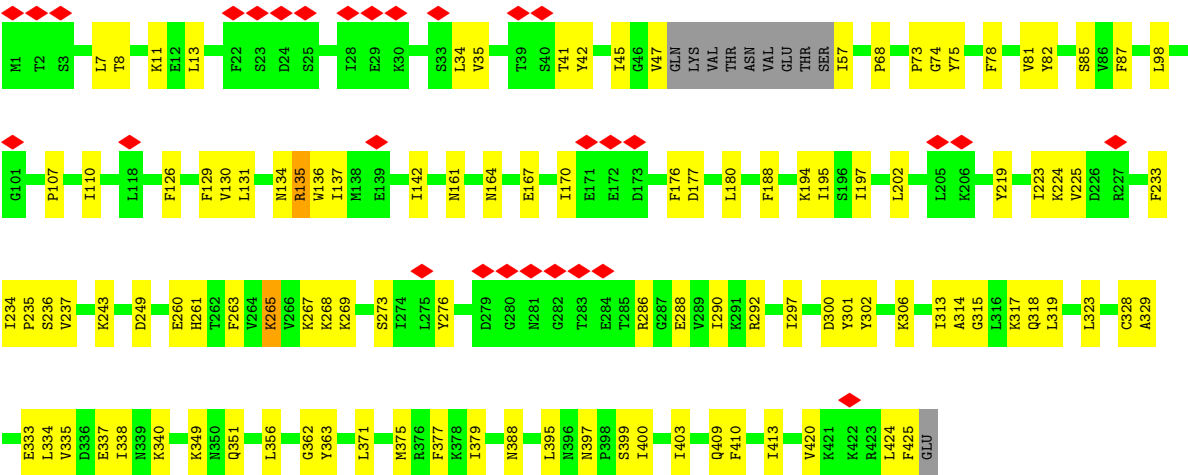 M1 T2 S3 L7 T8 K11 E12 L13 F22 S23 D24 S25 I28 E29 K30 S33 L34 V35 T39 S40 T41 Y42 I45 G46 V47 GLN LYS VAL THR ASN VAL GLU THR SER I57 P68 P73 G74 Y75 F78 V81 Y82 S85 V86 F87 L98
G101 P107 I110 L118 F126 F129 V130 L131 N134 R135 W136 I137 M138 E139 I142 N161 N164 E167 I170 E171 E172 D173 F176 D177 L180 F188 K194 I195 S196 I197 L202 L205 K206 Y219 I223 K224 V225 D226 R227 F233
I234 P235 S236 V237 K243 D249 E260 H261 T262 F263 V264 K265 V266 K267 K268 K269 S273 I274 L275 Y276 D279 G280 N281 G282 T283 E284 T285 R286 G287 E288 V289 I290 K291 R292 I297 D300 Y301 Y302 K306 I313 A314 G315 L316 K317 Q318 L319 L323 C328 A329
E333 L334 V335 D336 E337 I338 N339 K340 K349 N350 Q351 L356 G362 Y363 L371 M375 R376 F377 K378 I379 N388 L395 N396 N397 P398 S399 I400 I403 Q409 F410 I413 V420 K421 K422 R423 L424 F425 GLU